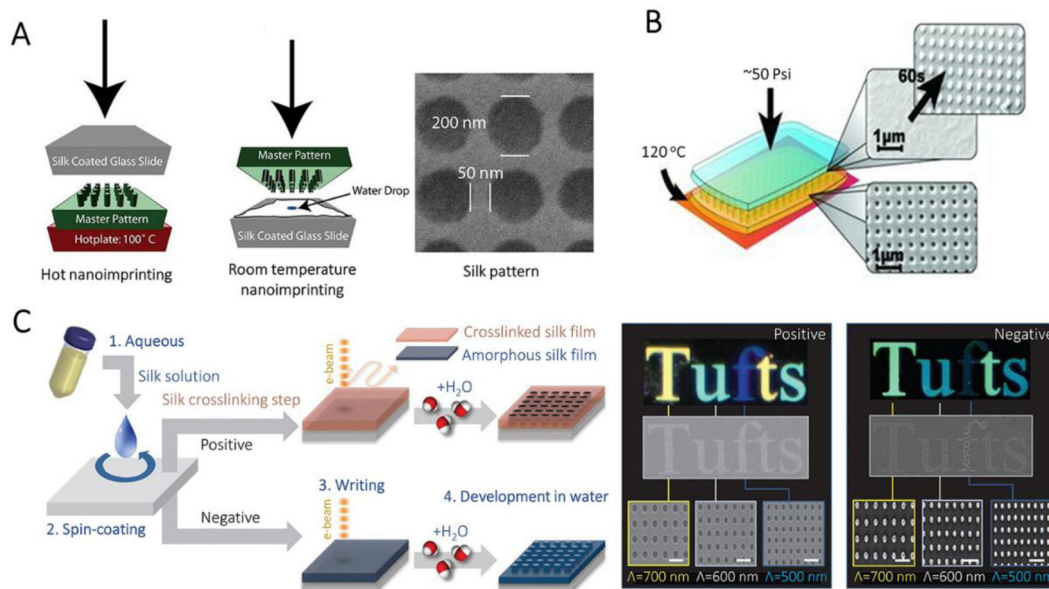 A
Silk Coated Glass Slide
Master Pattern
Hotplate: 100° C
Hot nanoimprinting
Master Pattern
Water Drop
Silk Coated Glass Slide
Room temperature
nanoimprinting
200 nm
50 nm
Silk pattern
B
~50 Psi
120 °C
60s
1μm
1μm
C
1. Aqueous
Silk solution
Silk crosslinking step
Positive
Negative
2. Spin-coating
e-beam
Crosslinked silk film
Amorphous silk film
+H₂O
3. Writing
e-beam
+H₂O
4. Development in water
Positive
Tufts
Tufts
Λ=700 nm Λ=600 nm Λ=500 nm
Negative
Tufts
Tufts
Λ=700 nm Λ=600 nm Λ=500 nm